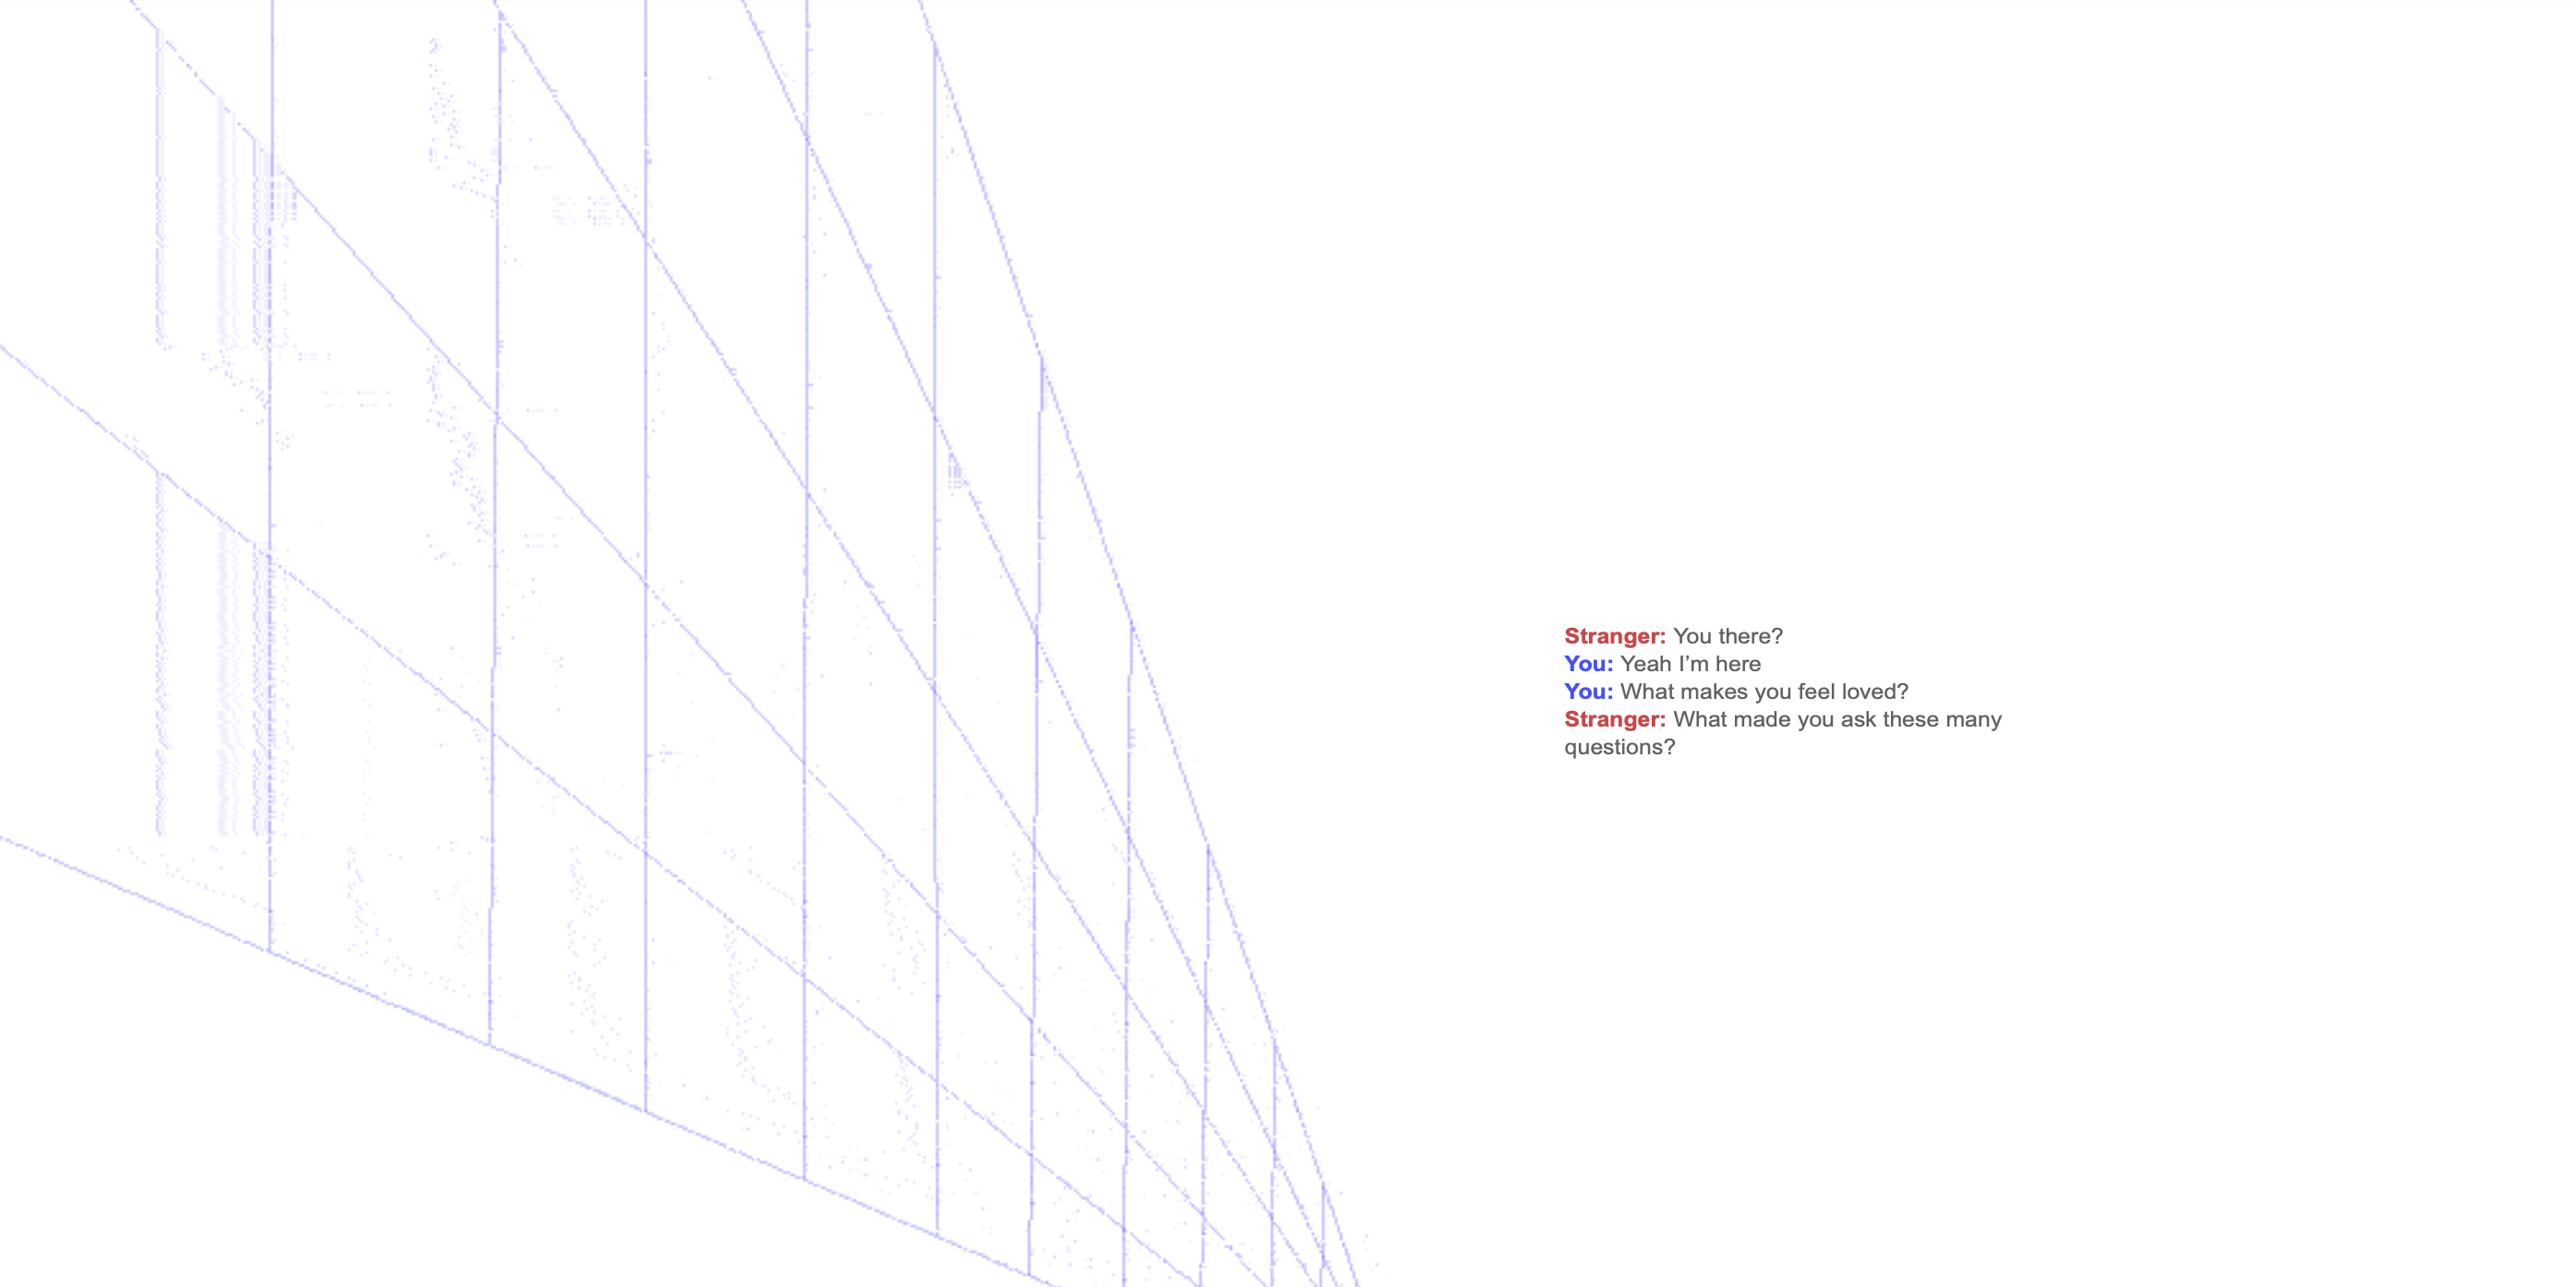 Stranger: You there?
You: Yeah I’m here
You: What makes you feel loved?
Stranger: What made you ask these many
questions?